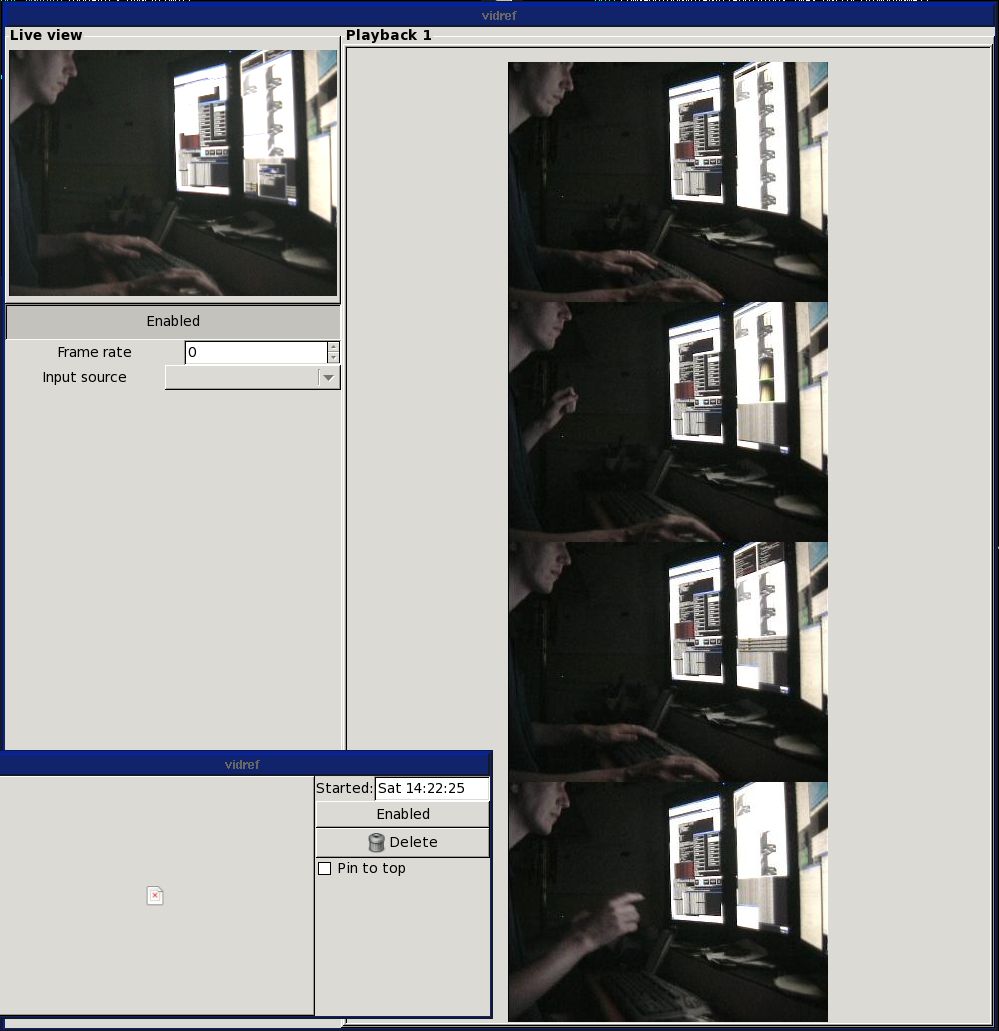 vidref
Live view
Playback 1
Enabled
Frame rate
0
Input source
vidref
Started:
Sat 14:22:25
Enabled
Delete
Pin to top